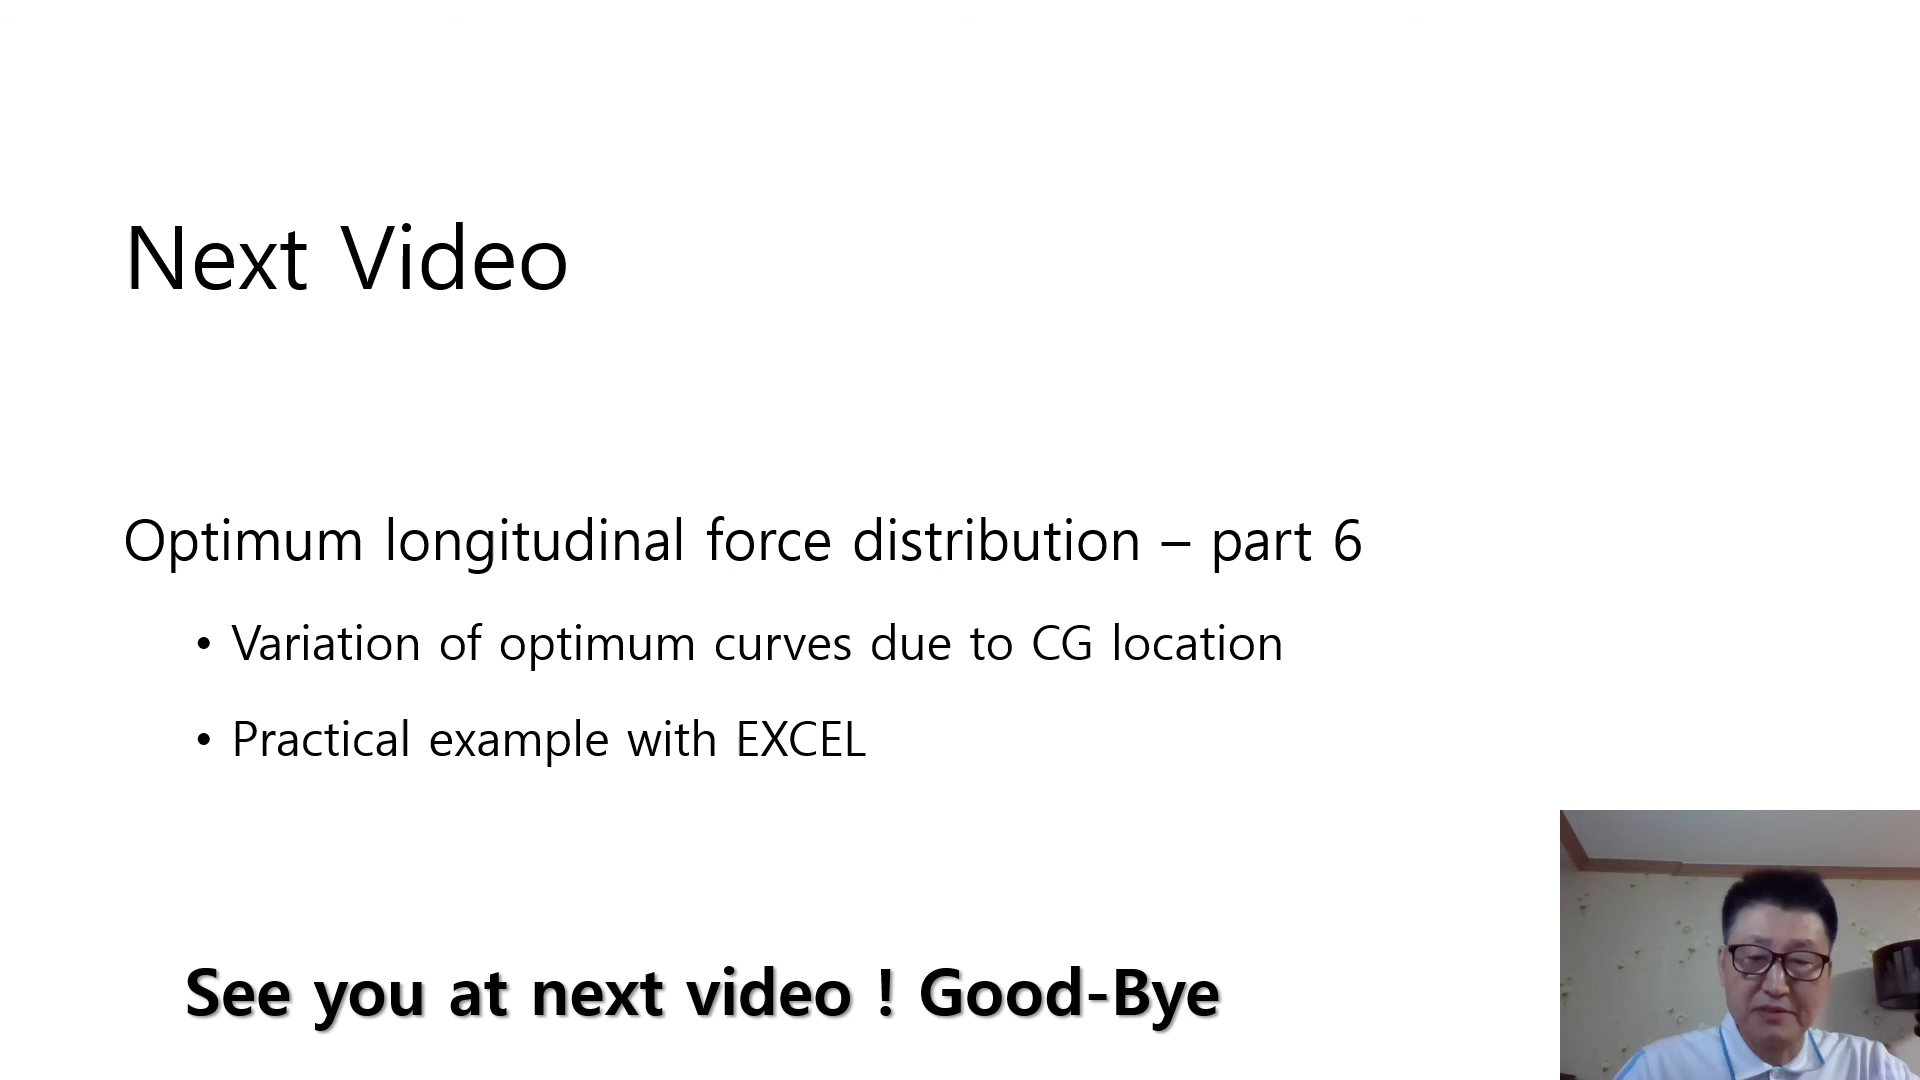 Next Video
Optimum longitudinal force distribution – part 6
• Variation of optimum curves due to CG location
• Practical example with EXCEL
See you at next video ! Good-Bye